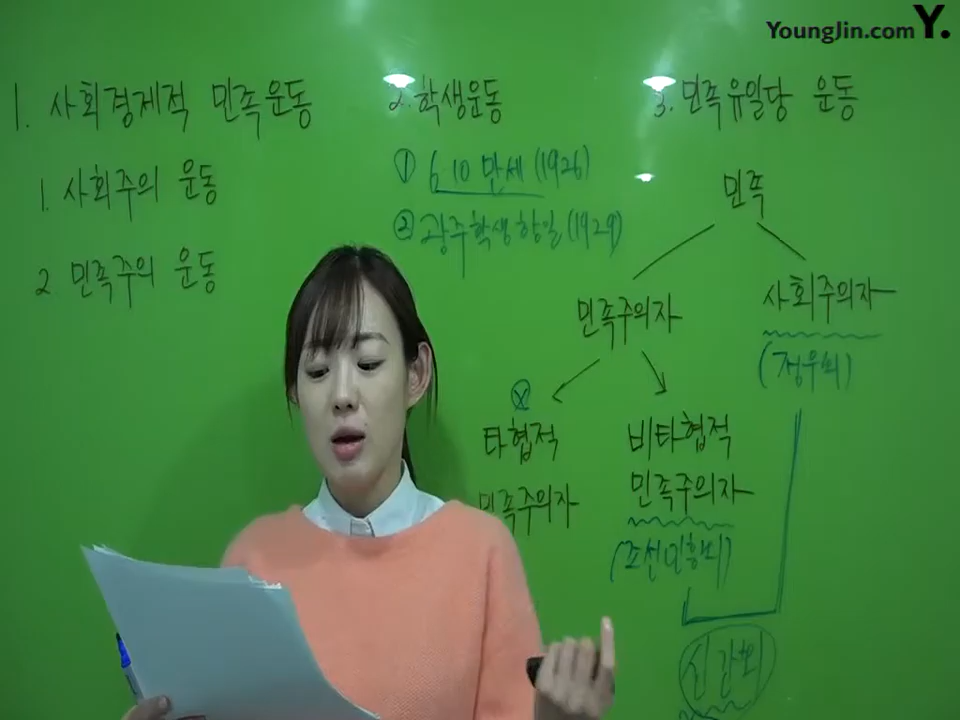 YoungJin.com Y.
1. 사회경제적 민족운동
1. 사회주의 운동
2. 민족주의 운동
2. 학생운동
① 6 10 만세 (1926)
② 광주학생항일 (1929)
3. 민족유일당 운동
민족
민족주의자
사회주의자
(정우회)
ⓧ
타협적
민족주의자
비타협적
민족주의자
(조선민흥회)
신간회